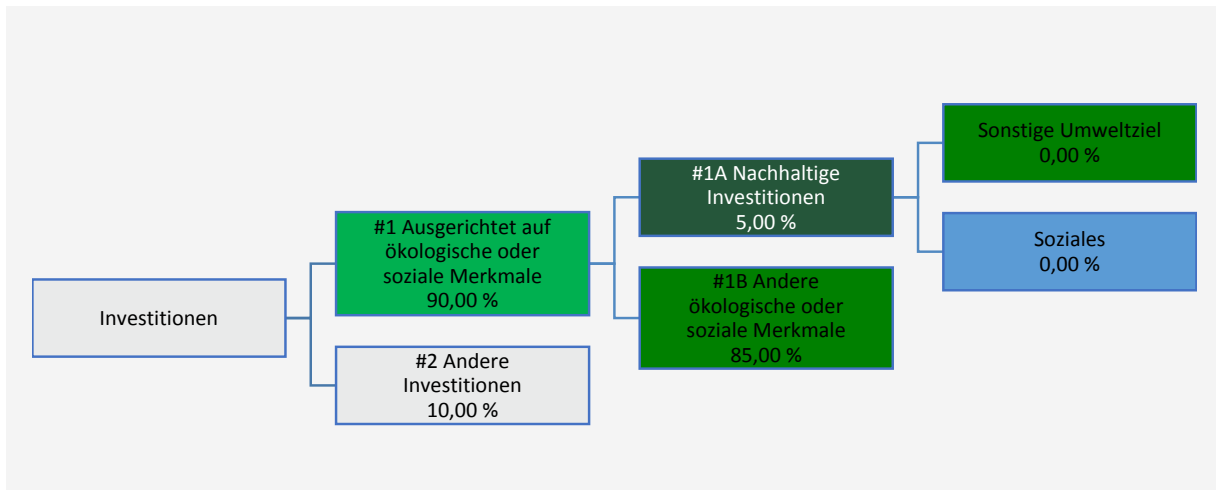 Investitionen
#1 Ausgerichtet auf
ökologische oder
soziale Merkmale
90,00 %
#2 Andere
Investitionen
10,00 %
#1A Nachhaltige
Investitionen
5,00 %
#1B Andere
ökologische oder
soziale Merkmale
85,00 %
Sonstige Umweltziel
0,00 %
Soziales
0,00 %